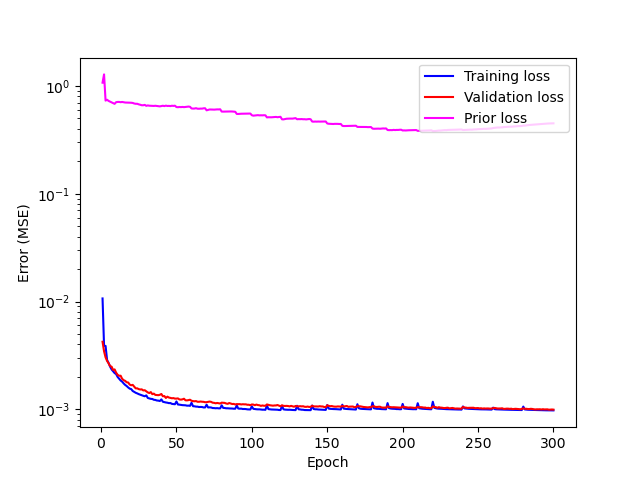 Training loss
Validation loss
Prior loss
10⁰
10⁻¹
10⁻²
10⁻³
Error (MSE)
0 50 100 150 200 250 300
Epoch